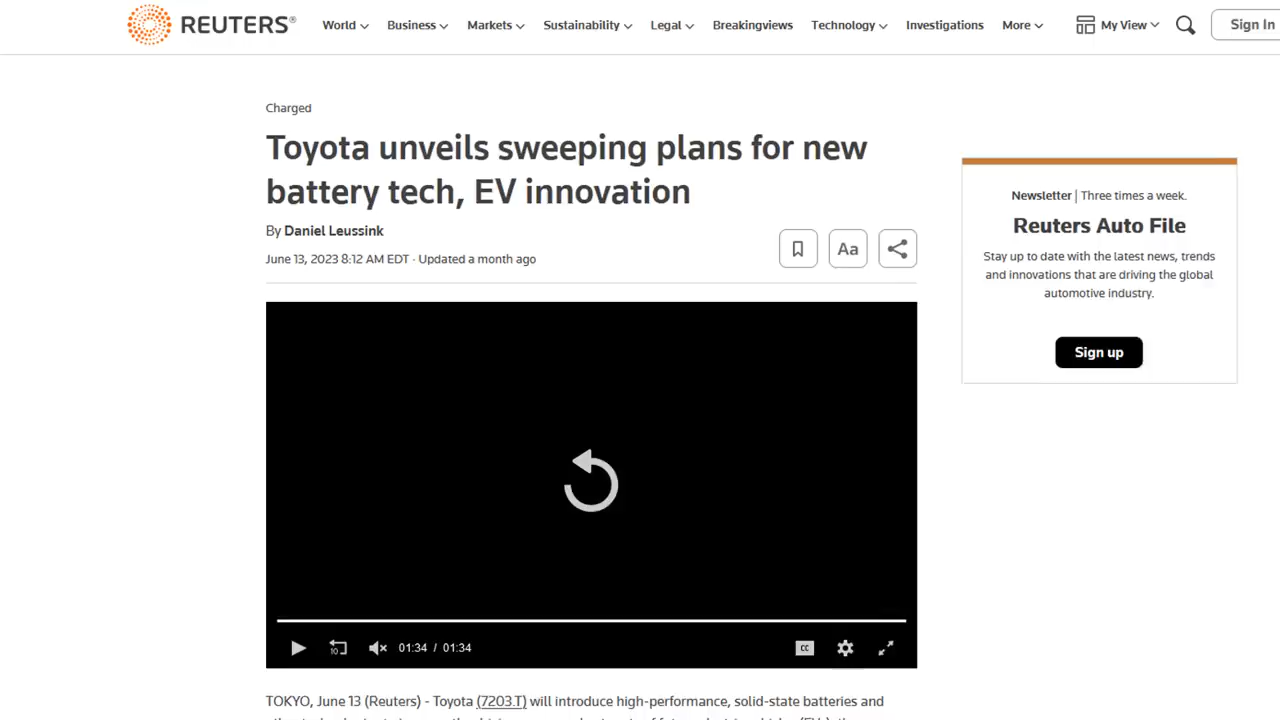 REUTERS®
World Business Markets Sustainability Legal Breakingviews Technology Investigations More My View Sign In
Charged
Toyota unveils sweeping plans for new
battery tech, EV innovation
By Daniel Leussink
June 13, 2023 8:12 AM EDT · Updated a month ago
Aa
Newsletter | Three times a week.
Reuters Auto File
Stay up to date with the latest news, trends
and innovations that are driving the global
automotive industry.
Sign up
10 01:34 / 01:34 CC
TOKYO, June 13 (Reuters) - Toyota (7203.T) will introduce high-performance, solid-state batteries and